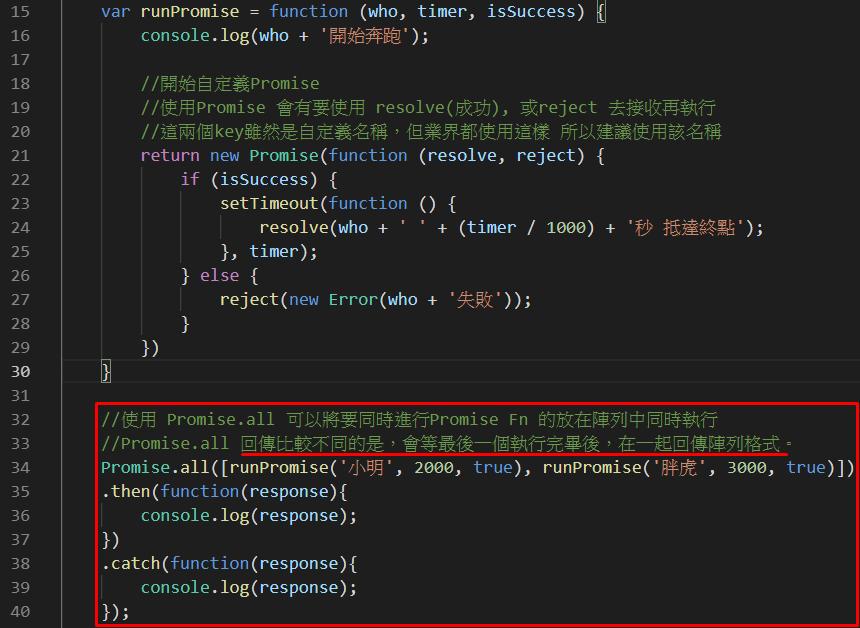 15 var runPromise = function (who, timer, isSuccess) {
16 console.log(who + '開始奔跑');
17
18 //開始自定義Promise
19 //使用Promise 會有要使用 resolve(成功), 或reject 去接收再執行
20 //這兩個key雖然是自定義名稱，但業界都使用這樣 所以建議使用該名稱
21 return new Promise(function (resolve, reject) {
22 if (isSuccess) {
23 setTimeout(function () {
24 resolve(who + ' ' + (timer / 1000) + '秒 抵達終點');
25 }, timer);
26 } else {
27 reject(new Error(who + '失敗'));
28 }
29 })
30 }
31
32 //使用 Promise.all 可以將要同時進行Promise Fn 的放在陣列中同時執行
33 //Promise.all 回傳比較不同的是，會等最後一個執行完畢後，在一起回傳陣列格式。
34 Promise.all([runPromise('小明', 2000, true), runPromise('胖虎', 3000, true)])
35 .then(function(response){
36 console.log(response);
37 })
38 .catch(function(response){
39 console.log(response);
40 });